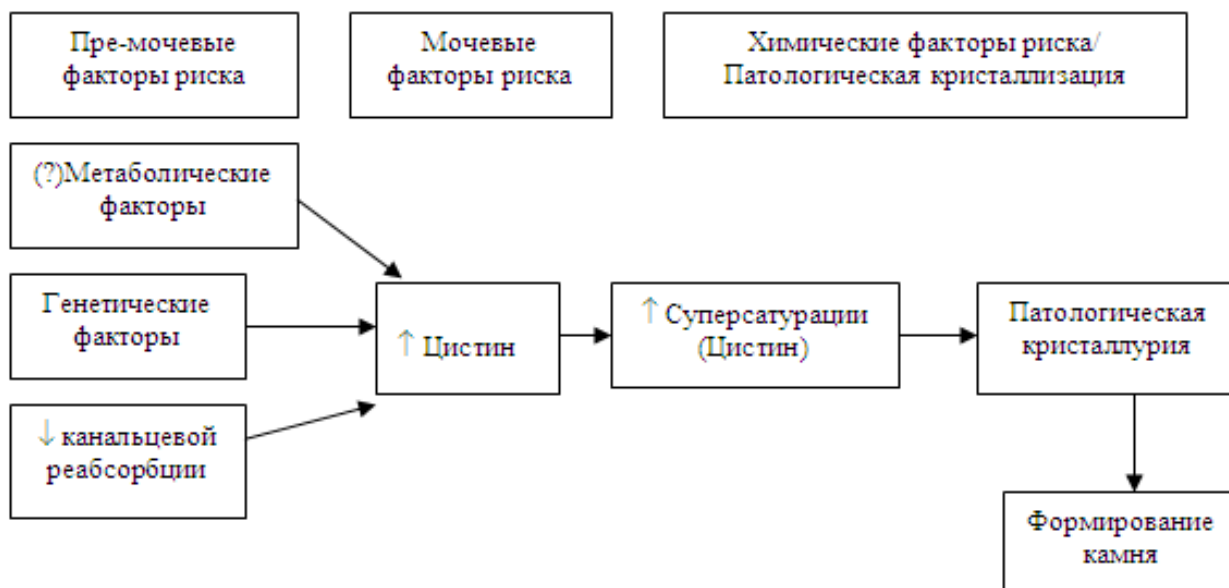 Пре-мочевые
факторы риска
Мочевые
факторы риска
Химические факторы риска/
Патологическая кристаллизация
(?)Метаболические
факторы
Генетические
факторы
↓ канальцевой
реабсорбции
↑ Цистин
↑ Суперсатурации
(Цистин)
Патологическая
кристаллурия
Формирование
камня